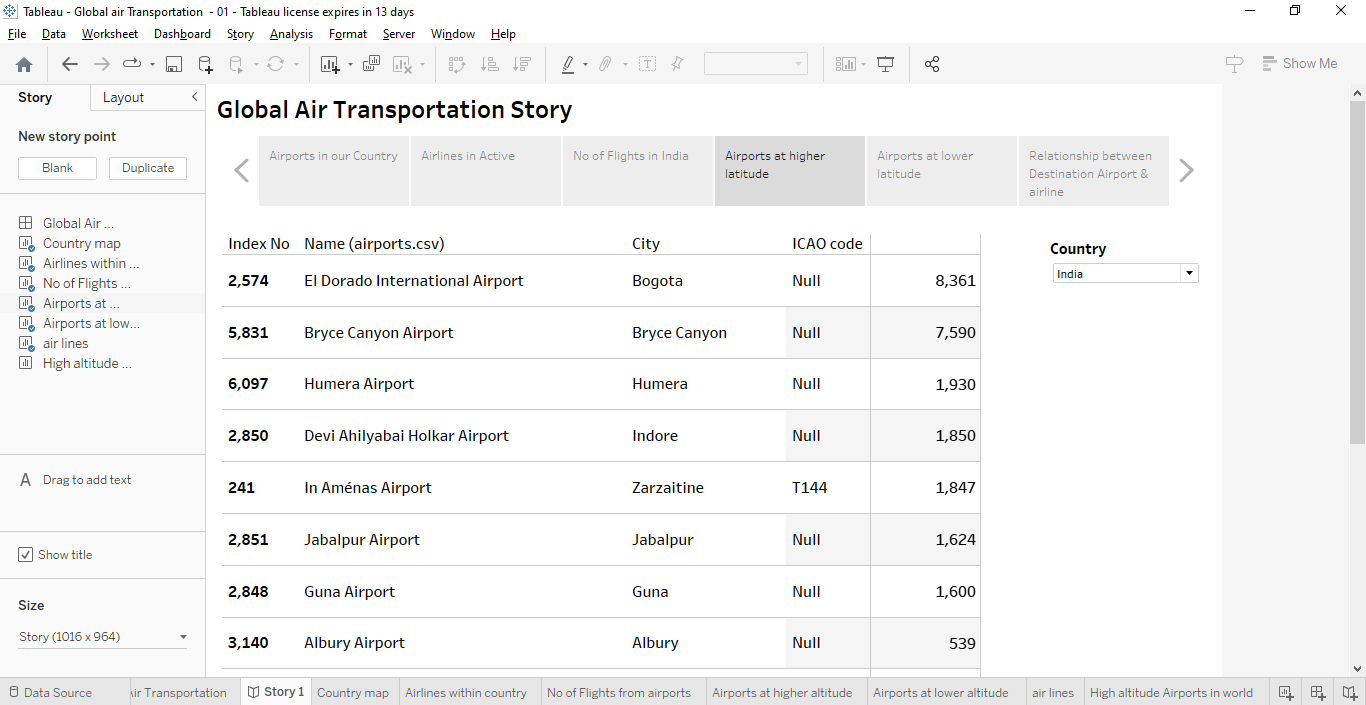 Tableau - Global air Transportation - 01 - Tableau license expires in 13 days
File Data Worksheet Dashboard Story Analysis Format Server Window Help
Show Me
Story Layout
New story point
Blank Duplicate
Global Air ...
Country map
Airlines within ...
No of Flights ...
Airports at ...
Airports at low...
air lines
High altitude ...
A Drag to add text
Show title
Size
Story (1016 x 964)
Global Air Transportation Story
Airports in our Country
Airlines in Active
No of Flights in India
Airports at higher
latitude
Airports at lower
latitude
Relationship between
Destination Airport &
airline
Index No Name (airports.csv) City ICAO code
2,574 El Dorado International Airport Bogota Null 8,361
5,831 Bryce Canyon Airport Bryce Canyon Null 7,590
6,097 Humera Airport Humera Null 1,930
2,850 Devi Ahilyabai Holkar Airport Indore Null 1,850
241 In Aménas Airport Zarzaitine T144 1,847
2,851 Jabalpur Airport Jabalpur Null 1,624
2,848 Guna Airport Guna Null 1,600
3,140 Albury Airport Albury Null 539
Country
India
Data Source ir Transportation Story 1 Country map Airlines within country No of Flights from airports Airports at higher altitude Airports at lower altitude air lines High altitude Airports in world